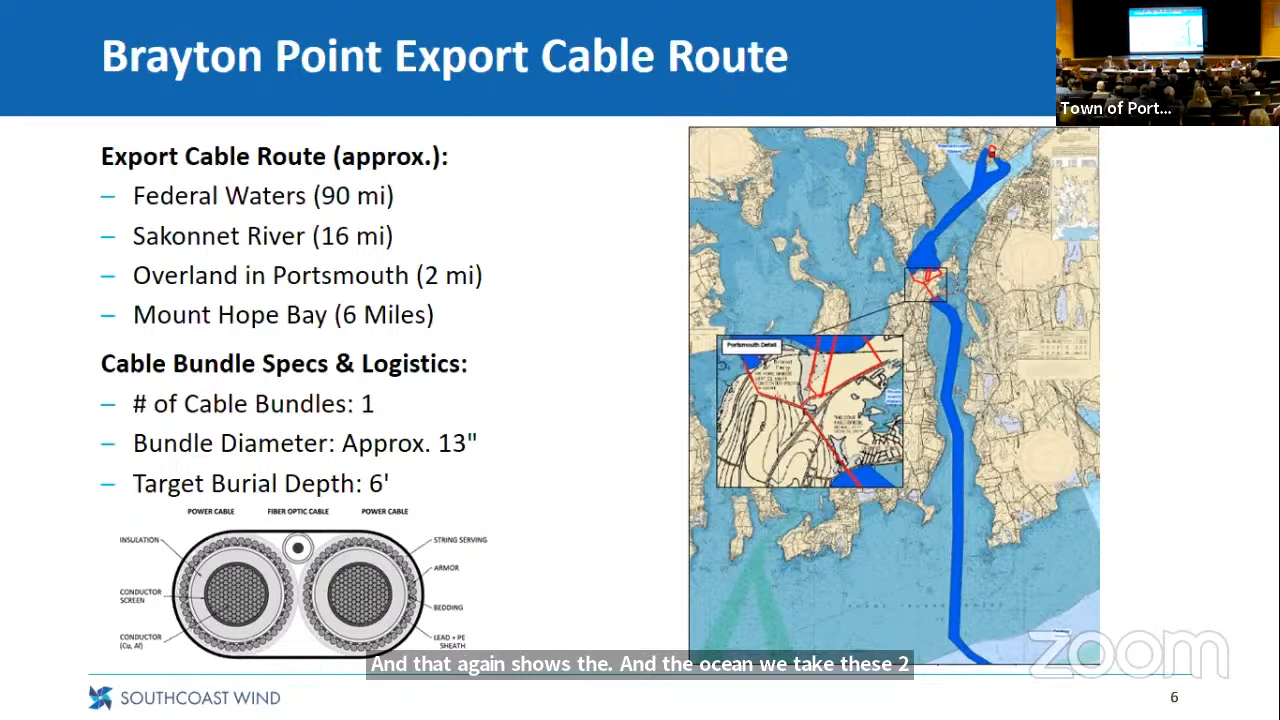 Brayton Point Export Cable Route
Town of Port...
Export Cable Route (approx.):
– Federal Waters (90 mi)
– Sakonnet River (16 mi)
– Overland in Portsmouth (2 mi)
– Mount Hope Bay (6 Miles)
Cable Bundle Specs & Logistics:
– # of Cable Bundles: 1
– Bundle Diameter: Approx. 13"
– Target Burial Depth: 6'
POWER CABLE FIBER OPTIC CABLE POWER CABLE
INSULATION
CONDUCTOR
SCREEN
CONDUCTOR
(Cu, Al)
STRING SERVING
ARMOR
BEDDING
LEAD + PE
SHEATH
Portsmouth Detail
And that again shows the. And the ocean we take these 2
zoom
SOUTHCOAST WIND
6